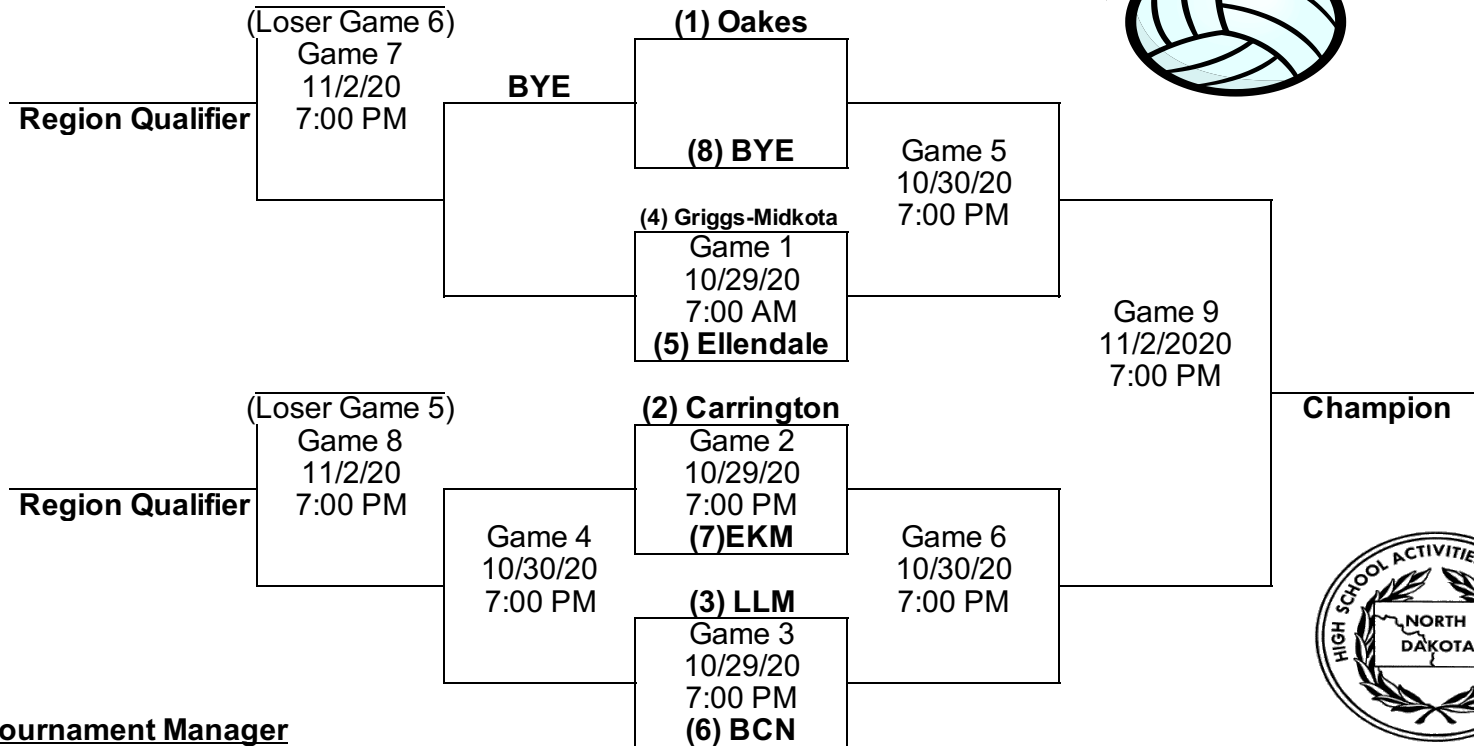 (Loser Game 6)
Game 7
11/2/20
7:00 PM
Region Qualifier
BYE
(1) Oakes
(8) BYE
Game 5
10/30/20
7:00 PM
(4) Griggs-Midkota
Game 1
10/29/20
7:00 AM
(5) Ellendale
Game 9
11/2/2020
7:00 PM
Champion
(Loser Game 5)
Game 8
11/2/20
7:00 PM
Region Qualifier
Game 4
10/30/20
7:00 PM
(2) Carrington
Game 2
10/29/20
7:00 PM
(7)EKM
Game 6
10/30/20
7:00 PM
(3) LLM
Game 3
10/29/20
7:00 PM
(6) BCN
ournament Manager
HIGH SCHOOL ACTIVITIE
NORTH
DAKOTA